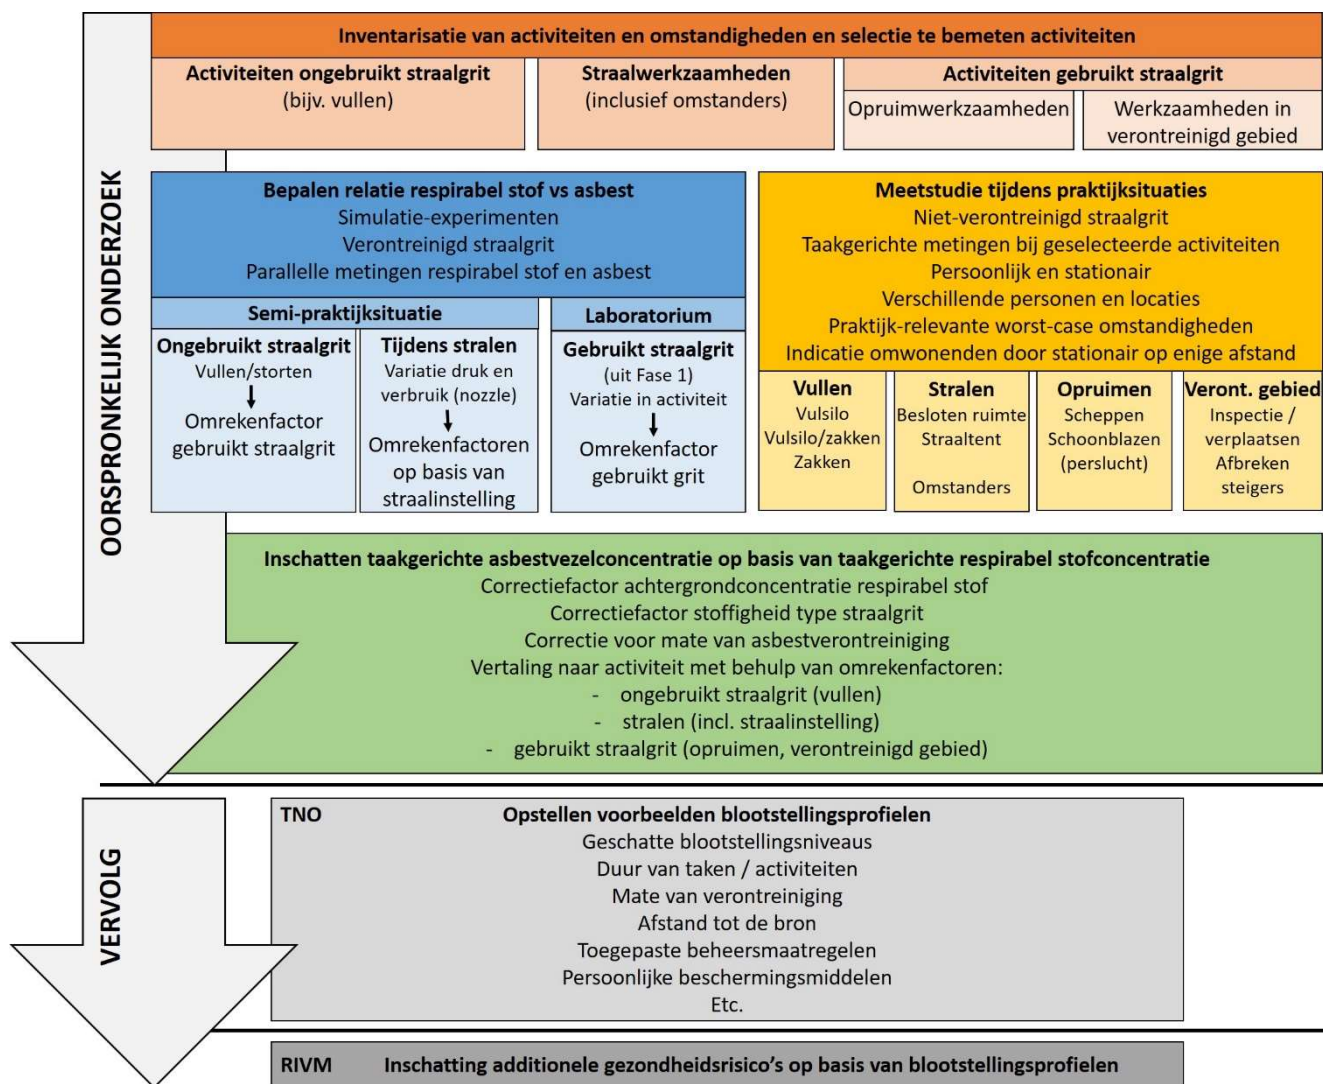 Inventarisatie van activiteiten en omstandigheden en selectie te bemeten activiteiten
Activiteiten ongebruikt straalgrit
(bijv. vullen)
Straalwerkzaamheden
(inclusief omstanders)
Activiteiten gebruikt straalgrit
Opruimwerkzaamheden
Werkzaamheden in
verontreinigd gebied
OORSPRONKELIJK ONDERZOEK
Bepalen relatie respirabel stof vs asbest
Simulatie-experimenten
Verontreinigd straalgrit
Parallelle metingen respirabel stof en asbest
Semi-praktijksituatie
Ongebruikt straalgrit
Vullen/storten
Omrekenfactor
gebruikt straalgrit
Tijdens stralen
Variatie druk en
verbruik (nozzle)
Omrekenfactoren
op basis van
straalinstelling
Laboratorium
Gebruikt straalgrit
(uit Fase 1)
Variatie in activiteit
Omrekenfactor
gebruikt grit
Meetstudie tijdens praktijksituaties
Niet-verontreinigd straalgrit
Taakgerichte metingen bij geselecteerde activiteiten
Persoonlijk en stationair
Verschillende personen en locaties
Praktijk-relevante worst-case omstandigheden
Indicatie omwonenden door stationair op enige afstand
Vullen
Vulsilo
Vulsilo/zakken
Zakken
Stralen
Besloten ruimte
Straaltent
Omstanders
Opruimen
Scheppen
Schoonblazen
(perslucht)
Veront. gebied
Inspectie /
verplaatsen
Afbreken
steigers
Inschatten taakgerichte asbestvezelconcentratie op basis van taakgerichte respirabel stofconcentratie
Correctiefactor achtergrondconcentratie respirabel stof
Correctiefactor stoffigheid type straalgrit
Correctie voor mate van asbestverontreiniging
Vertaling naar activiteit met behulp van omrekenfactoren:
- ongebruikt straalgrit (vullen)
- stralen (incl. straalinstelling)
- gebruikt straalgrit (opruimen, verontreinigd gebied)
VERVOLG
TNO
Opstellen voorbeelden blootstellingsprofielen
Geschatte blootstellingsniveaus
Duur van taken / activiteiten
Mate van verontreiniging
Afstand tot de bron
Toegepaste beheersmaatregelen
Persoonlijke beschermingsmiddelen
Etc.
RIVM
Inschatting additionele gezondheidsrisico's op basis van blootstellingsprofielen